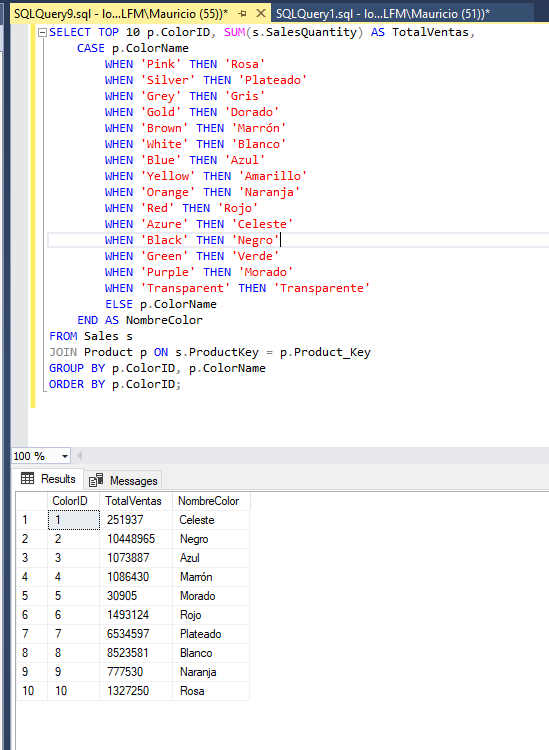 SQLQuery9.sql - lo...LFM\Mauricio (55))* SQLQuery1.sql - lo...LFM\Mauricio (51))*
SELECT TOP 10 p.ColorID, SUM(s.SalesQuantity) AS TotalVentas,
CASE p.ColorName
WHEN 'Pink' THEN 'Rosa'
WHEN 'Silver' THEN 'Plateado'
WHEN 'Grey' THEN 'Gris'
WHEN 'Gold' THEN 'Dorado'
WHEN 'Brown' THEN 'Marrón'
WHEN 'White' THEN 'Blanco'
WHEN 'Blue' THEN 'Azul'
WHEN 'Yellow' THEN 'Amarillo'
WHEN 'Orange' THEN 'Naranja'
WHEN 'Red' THEN 'Rojo'
WHEN 'Azure' THEN 'Celeste'
WHEN 'Black' THEN 'Negro'
WHEN 'Green' THEN 'Verde'
WHEN 'Purple' THEN 'Morado'
WHEN 'Transparent' THEN 'Transparente'
ELSE p.ColorName
END AS NombreColor
FROM Sales s
JOIN Product p ON s.ProductKey = p.Product_Key
GROUP BY p.ColorID, p.ColorName
ORDER BY p.ColorID;
100 %
Results Messages
ColorID TotalVentas NombreColor
1 1 251937 Celeste
2 2 10448965 Negro
3 3 1073887 Azul
4 4 1086430 Marrón
5 5 30905 Morado
6 6 1493124 Rojo
7 7 6534597 Plateado
8 8 8523581 Blanco
9 9 777530 Naranja
10 10 1327250 Rosa